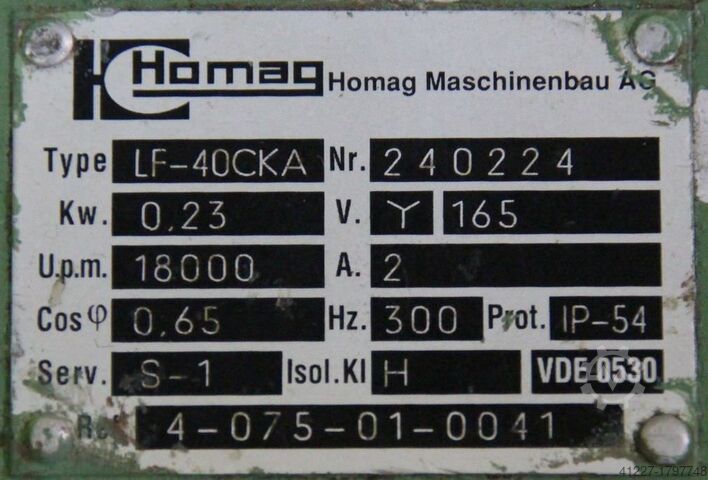 Homag Homag Maschinenbau AG
Type LF-40CKA Nr. 240224
Kw. 0,23 V. Y 165
U.p.m. 18000 A. 2
Cos φ 0,65 Hz. 300 Prot. IP-54
Serv. S-1 Isol.Kl H VDE 0530
4-075-01-0041
41227-1797748